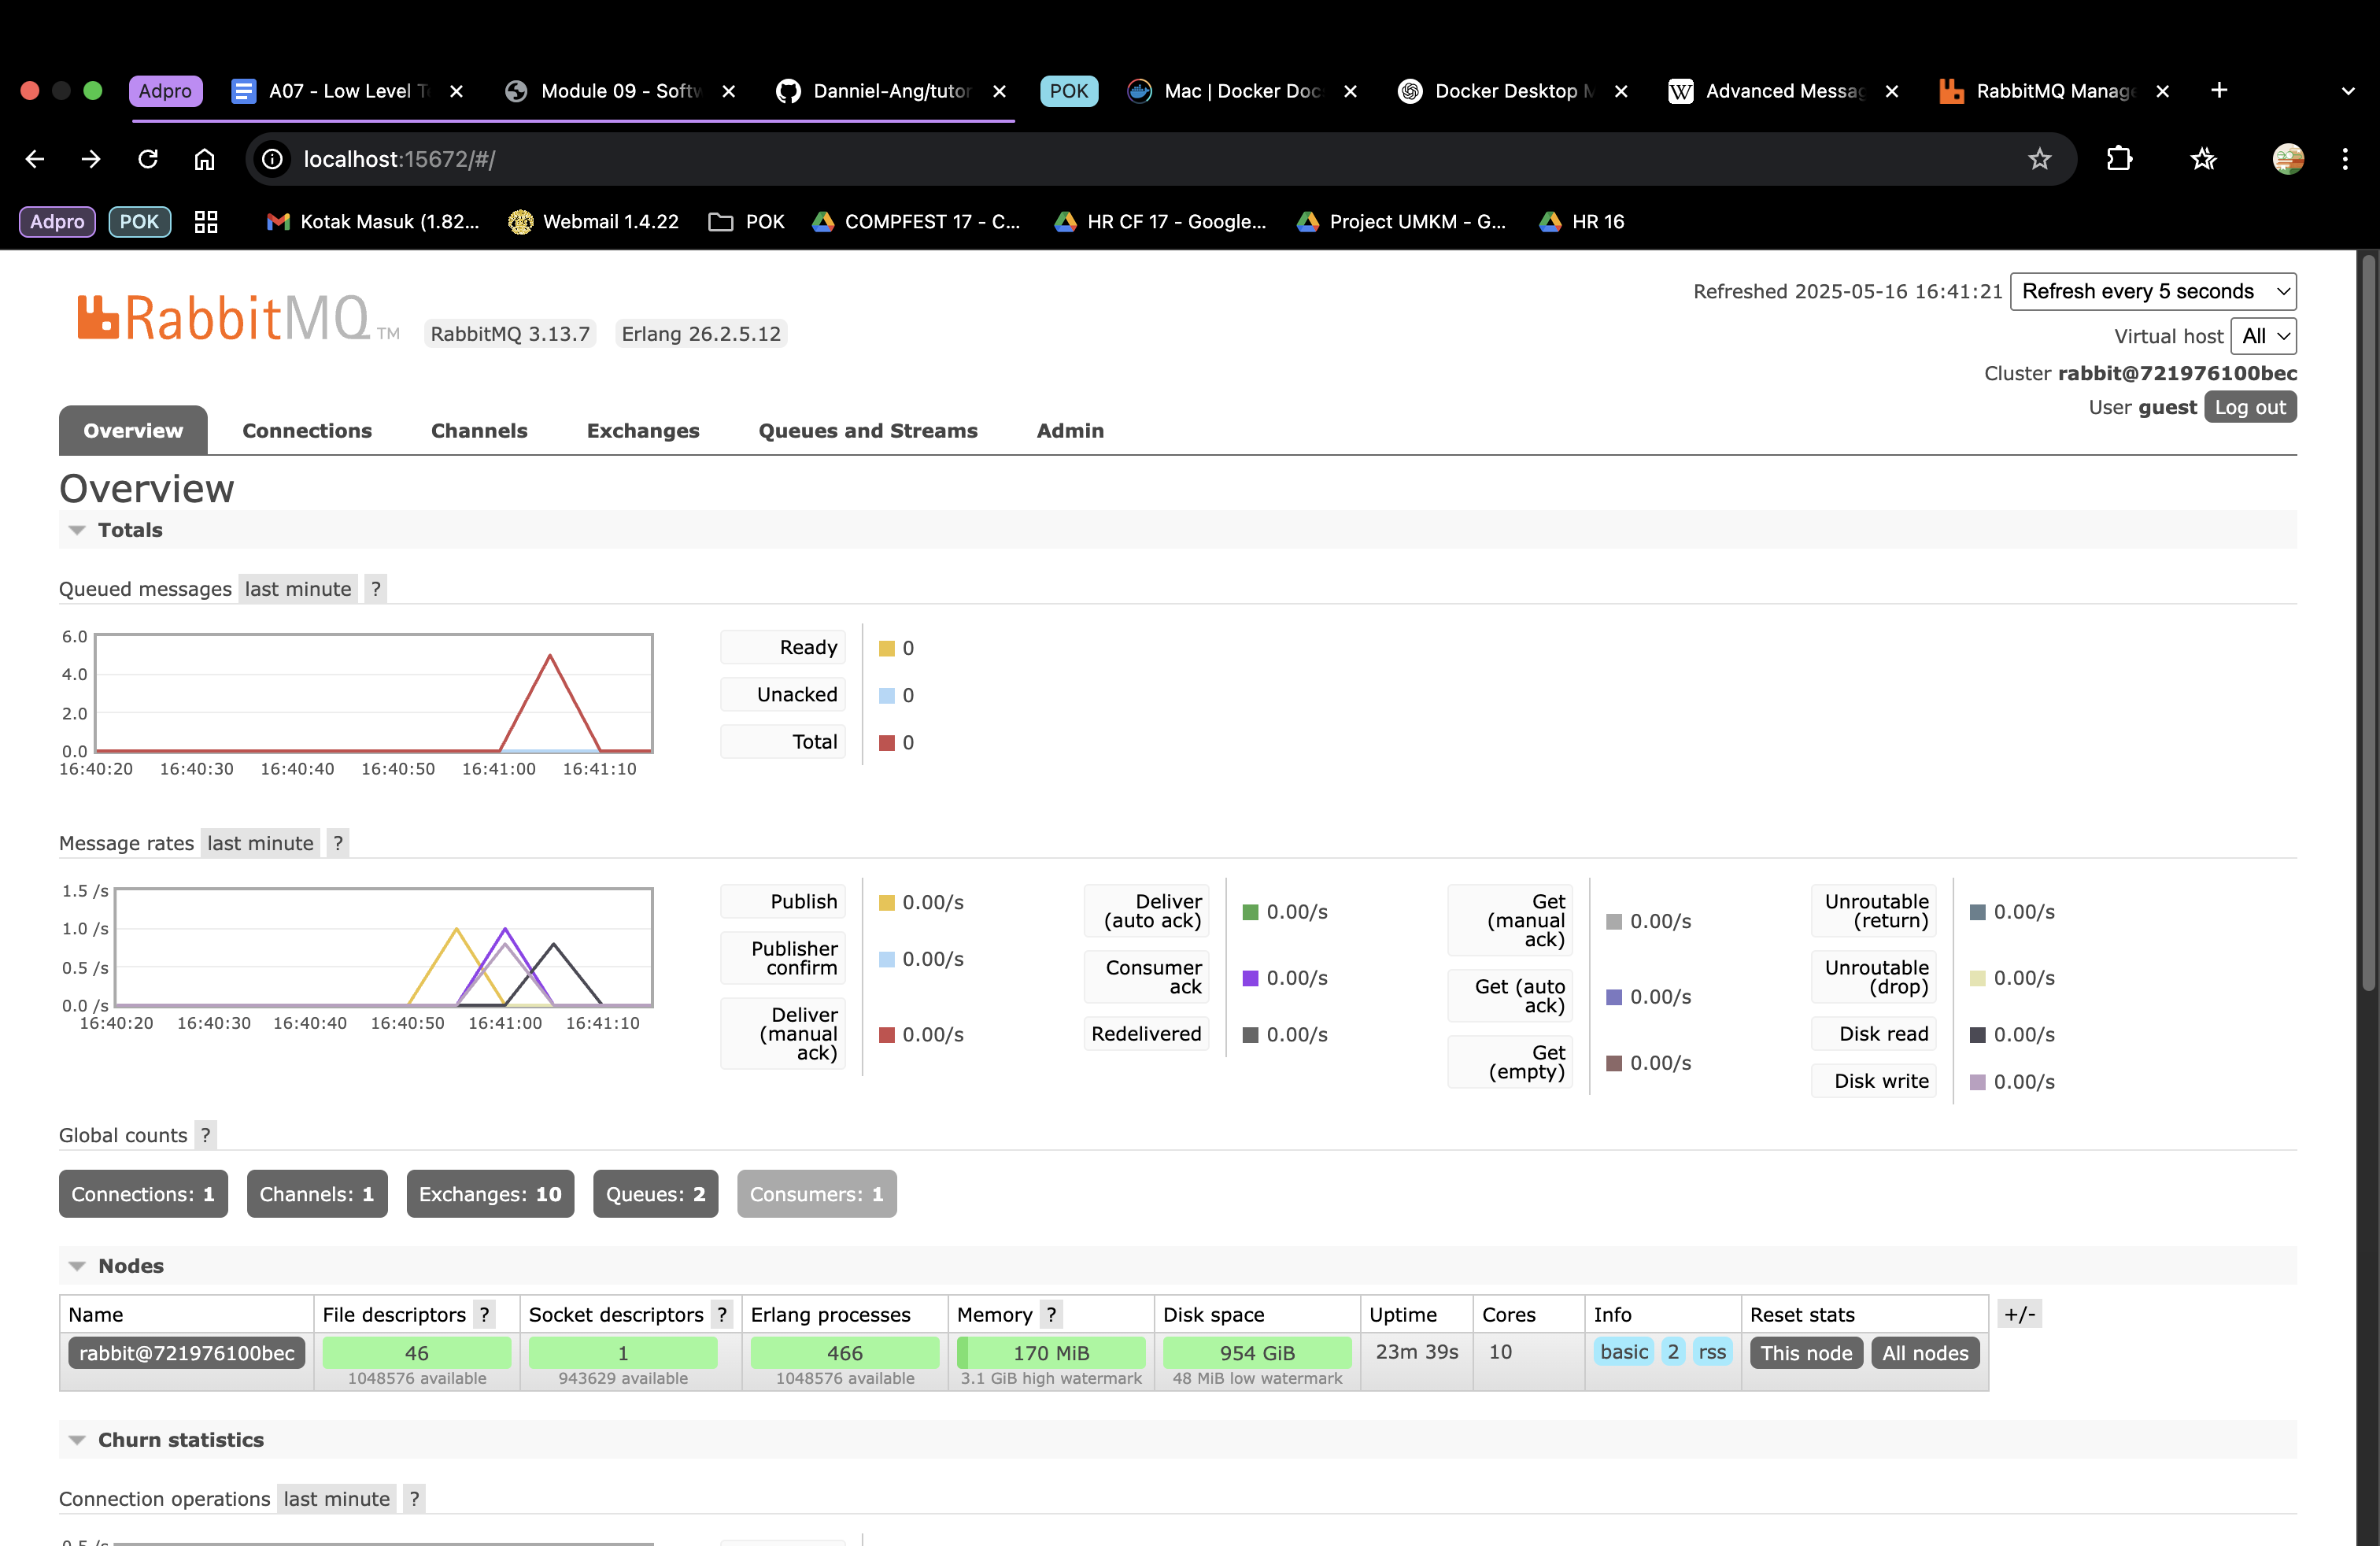 Adpro
A07 - Low Level T
Module 09 - Softw
Danniel-Ang/tutor
POK
Mac | Docker Doc
Docker Desktop M
Advanced Messag
RabbitMQ Manage
localhost:15672/#/
Adpro
POK
Kotak Masuk (1.82...
Webmail 1.4.22
POK
COMPFEST 17 - C...
HR CF 17 - Google...
Project UMKM - G...
HR 16
RabbitMQ TM
RabbitMQ 3.13.7
Erlang 26.2.5.12
Refreshed 2025-05-16 16:41:21
Refresh every 5 seconds
Virtual host All
Cluster rabbit@721976100bec
User guest Log out
Overview
Connections
Channels
Exchanges
Queues and Streams
Admin
Overview
Totals
Queued messages last minute ?
6.0
4.0
2.0
0.0
16:40:20 16:40:30 16:40:40 16:40:50 16:41:00 16:41:10
Ready 0
Unacked 0
Total 0
Message rates last minute ?
1.5 /s
1.0 /s
0.5 /s
0.0 /s
16:40:20 16:40:30 16:40:40 16:40:50 16:41:00 16:41:10
Publish 0.00/s
Publisher
confirm 0.00/s
Deliver
(manual 0.00/s
ack)
Deliver
(auto ack) 0.00/s
Consumer
ack 0.00/s
Redelivered 0.00/s
Get
(manual 0.00/s
ack)
Get (auto
ack) 0.00/s
Get
(empty) 0.00/s
Unroutable
(return) 0.00/s
Unroutable
(drop) 0.00/s
Disk read 0.00/s
Disk write 0.00/s
Global counts ?
Connections: 1
Channels: 1
Exchanges: 10
Queues: 2
Consumers: 1
Nodes
Name File descriptors ? Socket descriptors ? Erlang processes Memory ? Disk space Uptime Cores Info Reset stats +/-
rabbit@721976100bec 46 1 466 170 MiB 954 GiB 23m 39s 10 basic 2 rss This node All nodes
1048576 available 943629 available 1048576 available 3.1 GiB high watermark 48 MiB low watermark
Churn statistics
Connection operations last minute ?